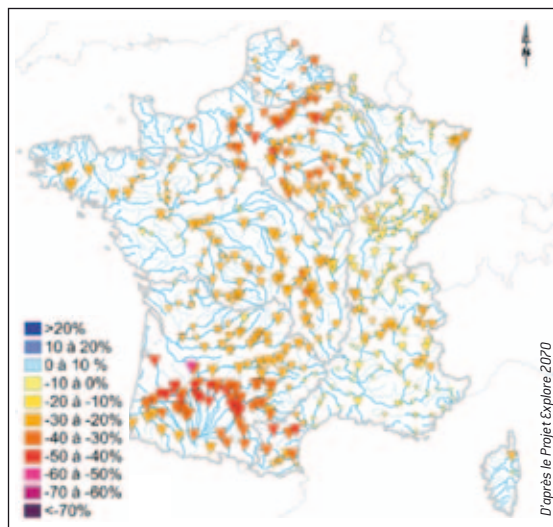 N
>20%
10 à 20%
0 à 10 %
-10 à 0%
-20 à -10%
-30 à -20%
-40 à -30%
-50 à -40%
-60 à -50%
-70 à -60%
<-70%
D'après le Projet Explore 2070